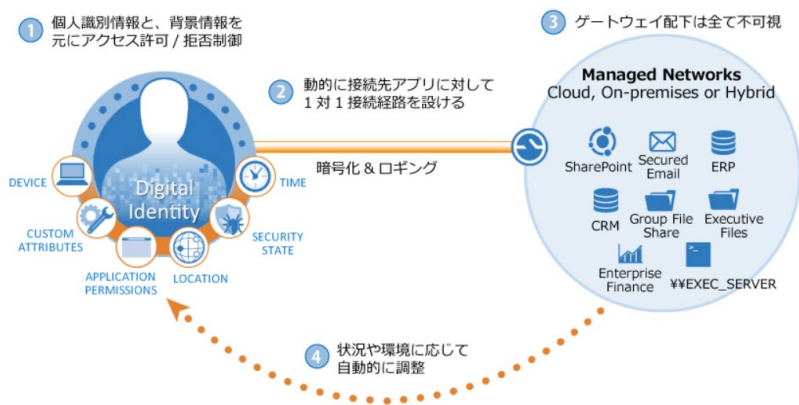 1 個人識別情報と、背景情報を
元にアクセス許可 / 拒否制御
2 動的に接続先アプリに対して
1 対 1 接続経路を設ける
暗号化 & ロギング
3 ゲートウェイ配下は全て不可視
Managed Networks
Cloud, On-premises or Hybrid
SharePoint
Secured
Email
ERP
CRM
Group File
Share
Executive
Files
Enterprise
Finance
¥¥EXEC_SERVER
Digital
Identity
DEVICE
CUSTOM
ATTRIBUTES
APPLICATION
PERMISSIONS
LOCATION
SECURITY
STATE
TIME
4 状況や環境に応じて
自動的に調整